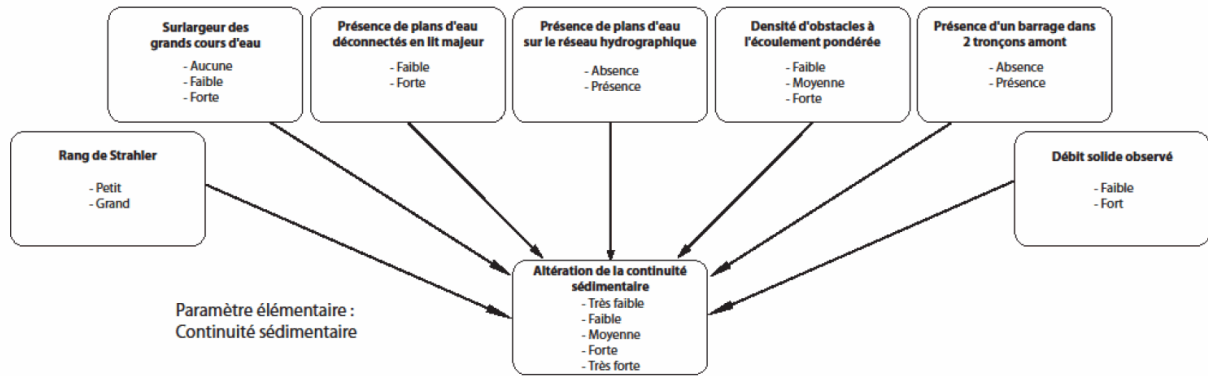 Surlargeur des
grands cours d'eau
- Aucune
- Faible
- Forte
Présence de plans d'eau
déconnectés en lit majeur
- Faible
- Forte
Présence de plans d'eau
sur le réseau hydrographique
- Absence
- Présence
Densité d'obstacles à
l'écoulement pondérée
- Faible
- Moyenne
- Forte
Présence d'un barrage dans
2 tronçons amont
- Absence
- Présence
Rang de Strahler
- Petit
- Grand
Débit solide observé
- Faible
- Fort
Altération de la continuité
sédimentaire
- Très faible
- Faible
- Moyenne
- Forte
- Très forte
Paramètre élémentaire :
Continuité sédimentaire